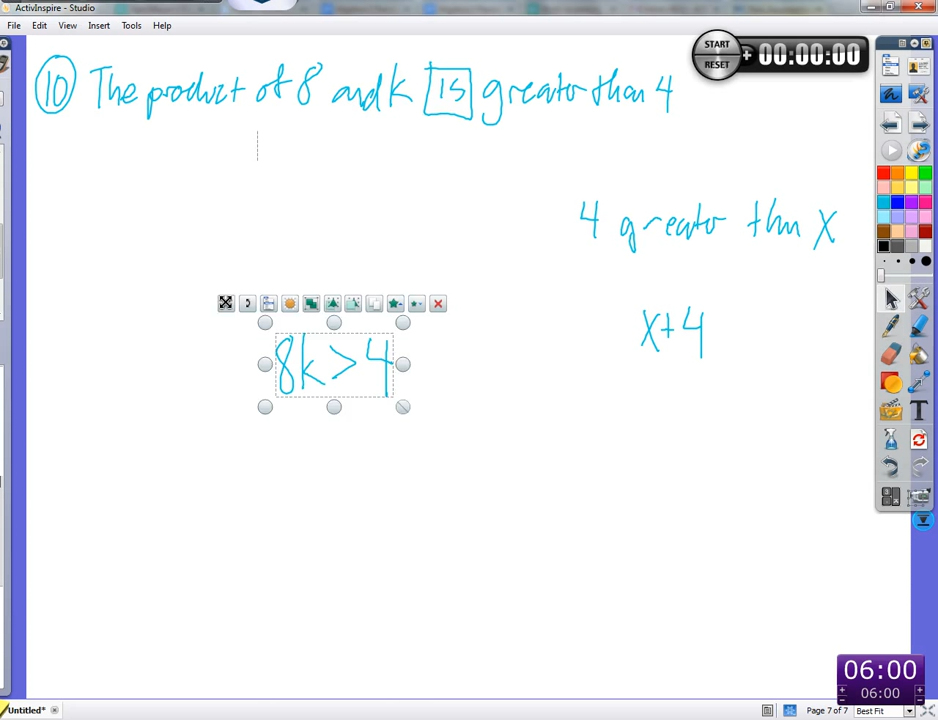 ActivInspire - Studio
File Edit View Insert Tools Help
START
RESET
+ 00:00:00
10 The product of 8 and k is greater than 4
4 greater thn x
8k > 4
x+4
06:00
06:00
Untitled*
Page 7 of 7
Best Fit